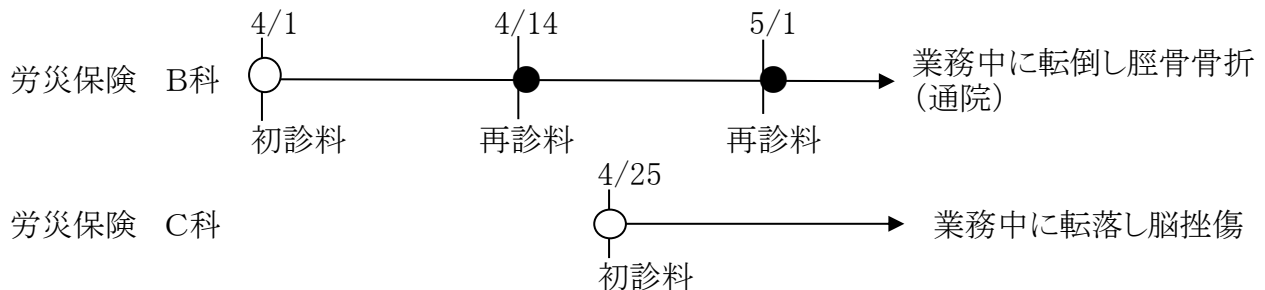 4/1 4/14 5/1
労災保険 B科 業務中に転倒し脛骨骨折
（通院）
初診料 再診料 再診料
4/25
労災保険 C科 業務中に転落し脳挫傷
初診料